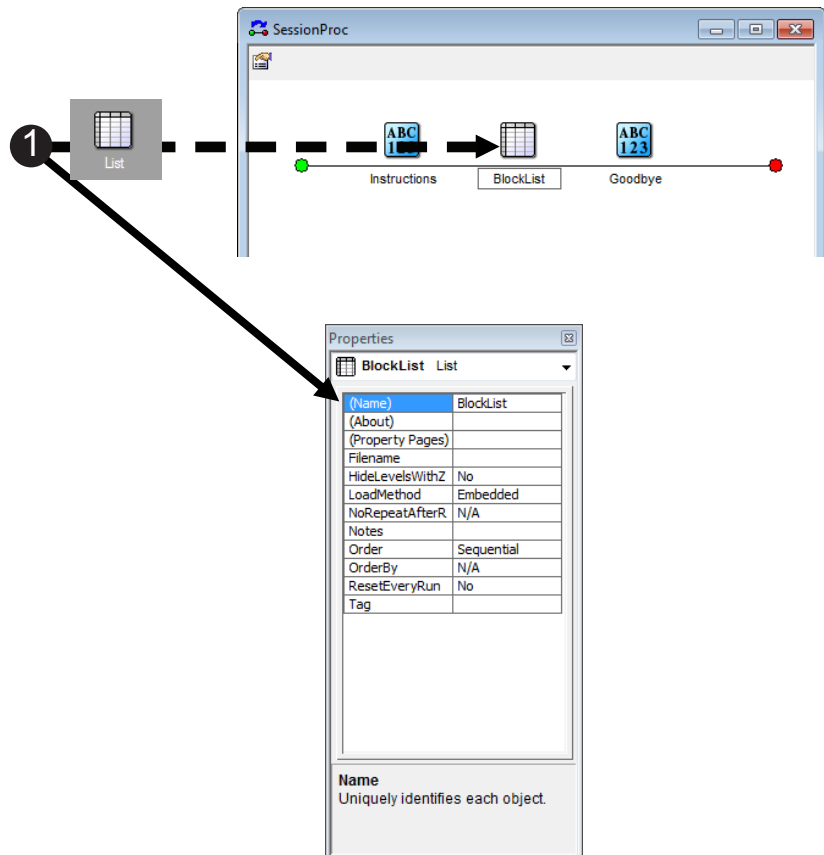 SessionProc
1
List
ABC
123
ABC
123
Instructions
BlockList
Goodbye
Properties
BlockList List
(Name) BlockList
(About)
(Property Pages)
Filename
HideLevelsWithZ No
LoadMethod Embedded
NoRepeatAfterR N/A
Notes
Order Sequential
OrderBy N/A
ResetEveryRun No
Tag
Name
Uniquely identifies each object.